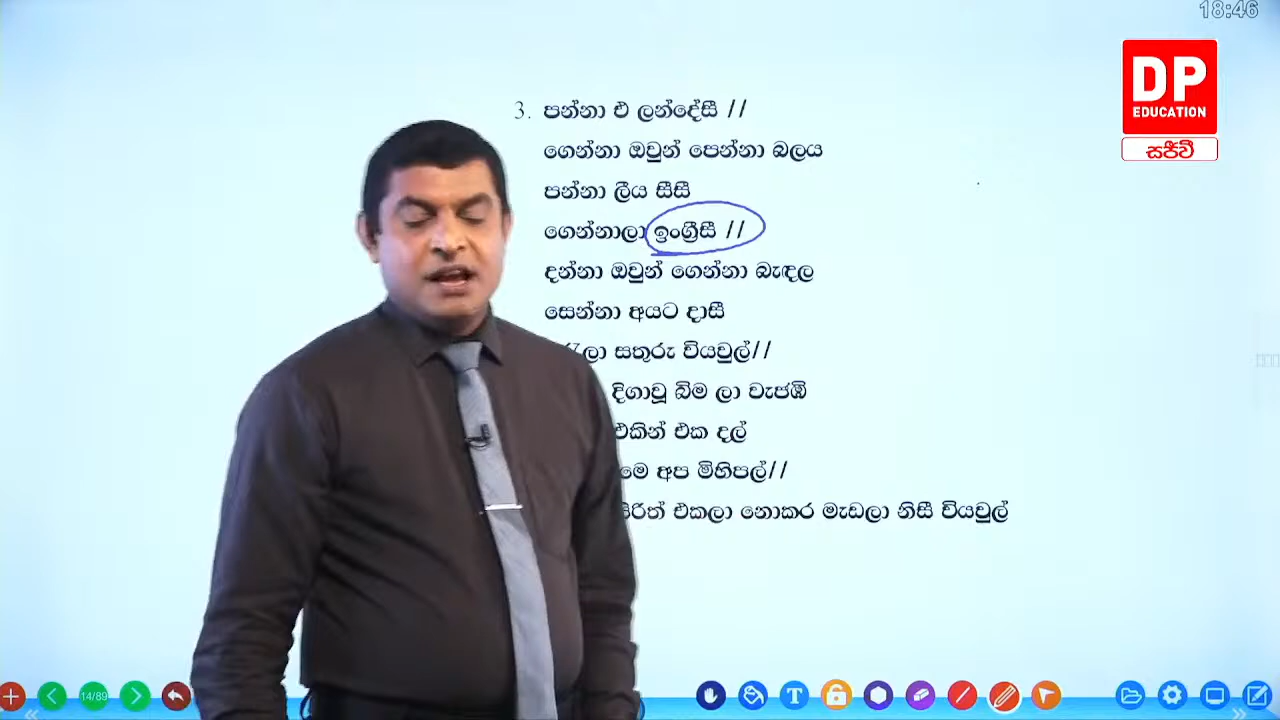 18:46
DP
EDUCATION
සජීවී
3. පන්නා එ ලන්දේසී //
ගෙන්නා ඔවුන් පෙන්නා බලය
පන්නා ලීය සීසී
ගෙන්නාලා ඉංග්‍රීසී //
දන්නා ඔවුන් ගෙන්නා බැඳල
සෙන්නා අයට දාසී
සතුරු වියවුල්//
දිගාවූ බිම ලා වැජඹී
එකින් එක දල්
අප මිහිපල්//
එකලා නොකර මැඩලා නිසී වියවුල්
14/89